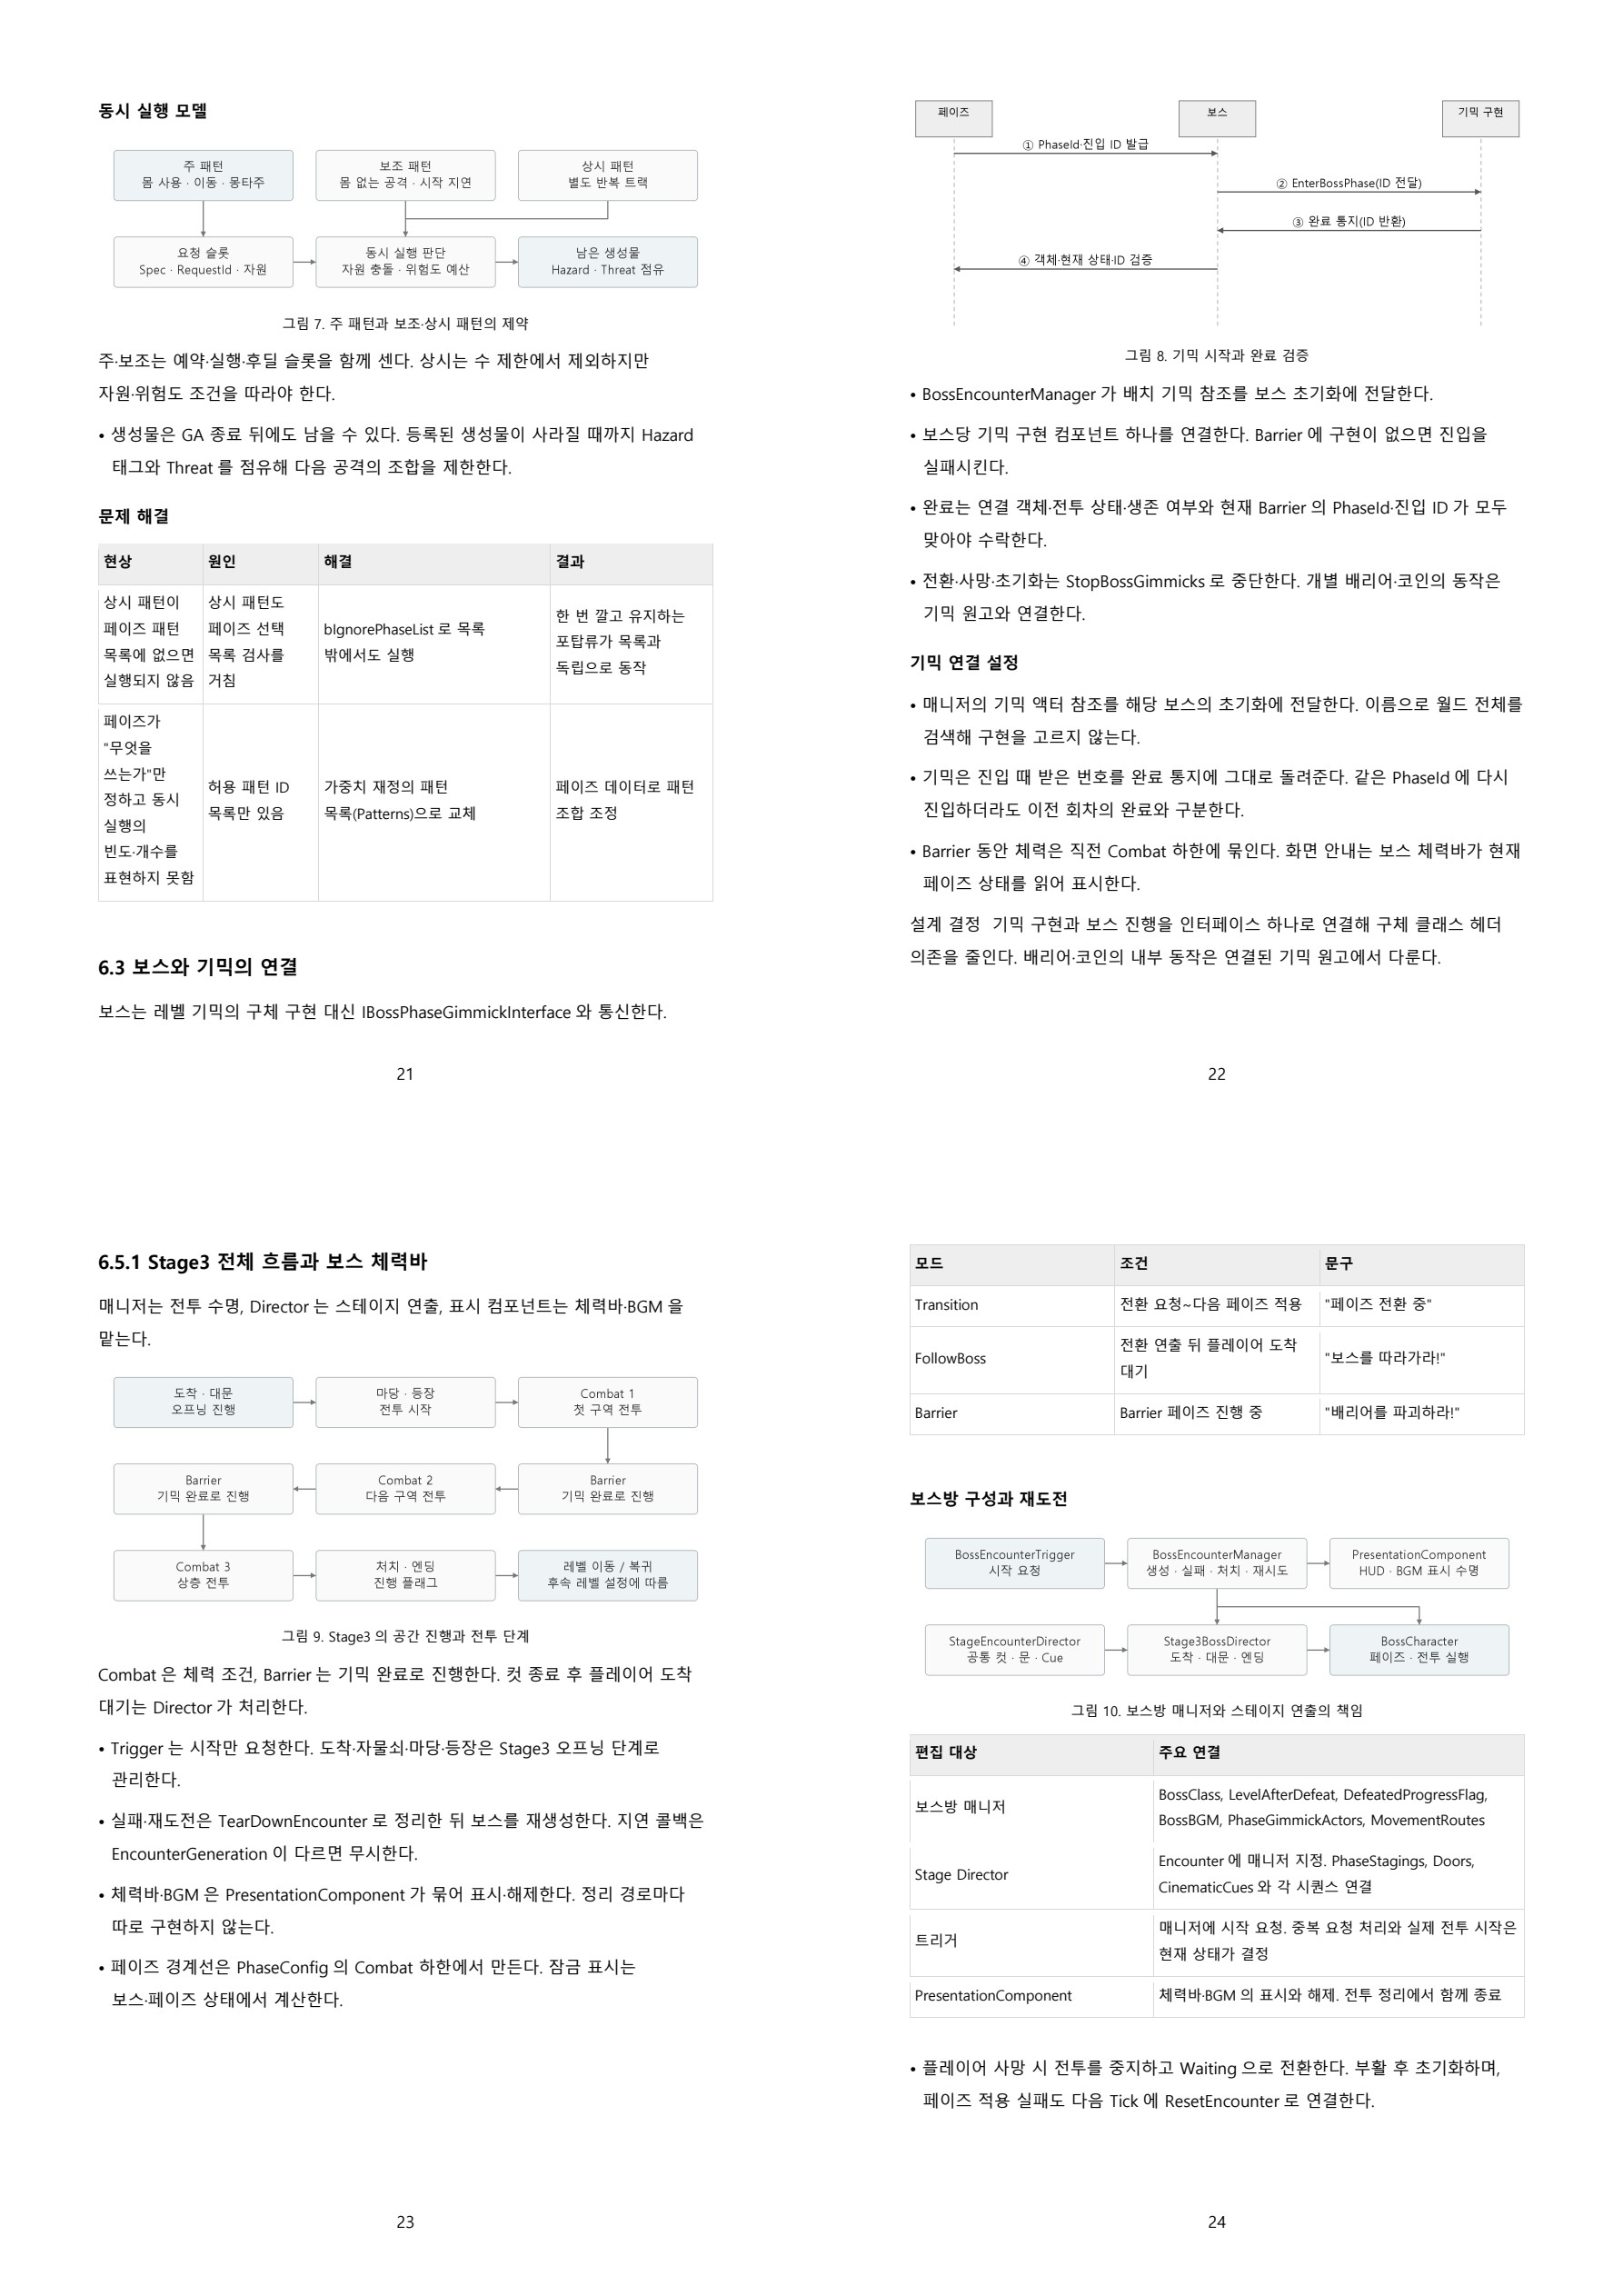 동시 실행 모델
주 패턴
몸 사용 · 이동 · 몽타주
보조 패턴
몸 없는 공격 · 시작 지연
상시 패턴
별도 반복 트랙
요청 슬롯
Spec · RequestId · 자원
동시 실행 판단
자원 충돌 · 위험도 예산
남은 생성물
Hazard · Threat 점유
그림 7. 주 패턴과 보조·상시 패턴의 제약
주·보조는 예약·실행·후딜 슬롯을 함께 센다. 상시는 수 제한에서 제외하지만
자원·위험도 조건을 따라야 한다.
• 생성물은 GA 종료 뒤에도 남을 수 있다. 등록된 생성물이 사라질 때까지 Hazard
태그와 Threat 를 점유해 다음 공격의 조합을 제한한다.
문제 해결
현상
원인
해결
결과
상시 패턴이
페이즈 패턴
목록에 없으면
실행되지 않음
상시 패턴도
페이즈 선택
목록 검사를
거침
bIgnorePhaseList 로 목록
밖에서도 실행
한 번 깔고 유지하는
포탑류가 목록과
독립으로 동작
페이즈가
"무엇을
쓰는가"만
정하고 동시
실행의
빈도·개수를
표현하지 못함
허용 패턴 ID
목록만 있음
가중치 재정의 패턴
목록(Patterns)으로 교체
페이즈 데이터로 패턴
조합 조정
6.3 보스와 기믹의 연결
보스는 레벨 기믹의 구체 구현 대신 IBossPhaseGimmickInterface 와 통신한다.
21
페이즈
보스
기믹 구현
① PhaseId·진입 ID 발급
② EnterBossPhase(ID 전달)
③ 완료 통지(ID 반환)
④ 객체·현재 상태·ID 검증
그림 8. 기믹 시작과 완료 검증
• BossEncounterManager 가 배치 기믹 참조를 보스 초기화에 전달한다.
• 보스당 기믹 구현 컴포넌트 하나를 연결한다. Barrier 에 구현이 없으면 진입을
실패시킨다.
• 완료는 연결 객체·전투 상태·생존 여부와 현재 Barrier 의 PhaseId·진입 ID 가 모두
맞아야 수락한다.
• 전환·사망·초기화는 StopBossGimmicks 로 중단한다. 개별 배리어·코인의 동작은
기믹 원고와 연결한다.
기믹 연결 설정
• 매니저의 기믹 액터 참조를 해당 보스의 초기화에 전달한다. 이름으로 월드 전체를
검색해 구현을 고르지 않는다.
• 기믹은 진입 때 받은 번호를 완료 통지에 그대로 돌려준다. 같은 PhaseId 에 다시
진입하더라도 이전 회차의 완료와 구분한다.
• Barrier 동안 체력은 직전 Combat 하한에 묶인다. 화면 안내는 보스 체력바가 현재
페이즈 상태를 읽어 표시한다.
설계 결정 기믹 구현과 보스 진행을 인터페이스 하나로 연결해 구체 클래스 헤더
의존을 줄인다. 배리어·코인의 내부 동작은 연결된 기믹 원고에서 다룬다.
22
6.5.1 Stage3 전체 흐름과 보스 체력바
매니저는 전투 수명, Director 는 스테이지 연출, 표시 컴포넌트는 체력바·BGM 을
맡는다.
도착 · 대문
오프닝 진행
마당 · 등장
전투 시작
Combat 1
첫 구역 전투
Barrier
기믹 완료로 진행
Combat 2
다음 구역 전투
Barrier
기믹 완료로 진행
Combat 3
상층 전투
처치 · 엔딩
진행 플래그
레벨 이동 / 복귀
후속 레벨 설정에 따름
그림 9. Stage3 의 공간 진행과 전투 단계
Combat 은 체력 조건, Barrier 는 기믹 완료로 진행한다. 컷 종료 후 플레이어 도착
대기는 Director 가 처리한다.
• Trigger 는 시작만 요청한다. 도착·자물쇠·마당·등장은 Stage3 오프닝 단계로
관리한다.
• 실패·재도전은 TearDownEncounter 로 정리한 뒤 보스를 재생성한다. 지연 콜백은
EncounterGeneration 이 다르면 무시한다.
• 체력바·BGM 은 PresentationComponent 가 묶어 표시·해제한다. 정리 경로마다
따로 구현하지 않는다.
• 페이즈 경계선은 PhaseConfig 의 Combat 하한에서 만든다. 잠금 표시는
보스·페이즈 상태에서 계산한다.
23
모드
조건
문구
Transition
전환 요청~다음 페이즈 적용
"페이즈 전환 중"
FollowBoss
전환 연출 뒤 플레이어 도착
대기
"보스를 따라가라!"
Barrier
Barrier 페이즈 진행 중
"배리어를 파괴하라!"
보스방 구성과 재도전
BossEncounterTrigger
시작 요청
BossEncounterManager
생성 · 실패 · 처치 · 재시도
PresentationComponent
HUD · BGM 표시 수명
StageEncounterDirector
공통 컷 · 문 · Cue
Stage3BossDirector
도착 · 대문 · 엔딩
BossCharacter
페이즈 · 전투 실행
그림 10. 보스방 매니저와 스테이지 연출의 책임
편집 대상
주요 연결
보스방 매니저
BossClass, LevelAfterDefeat, DefeatedProgressFlag,
BossBGM, PhaseGimmickActors, MovementRoutes
Stage Director
Encounter 에 매니저 지정. PhaseStagings, Doors,
CinematicCues 와 각 시퀀스 연결
트리거
매니저에 시작 요청. 중복 요청 처리와 실제 전투 시작은
현재 상태가 결정
PresentationComponent
체력바·BGM 의 표시와 해제. 전투 정리에서 함께 종료
• 플레이어 사망 시 전투를 중지하고 Waiting 으로 전환한다. 부활 후 초기화하며,
페이즈 적용 실패도 다음 Tick 에 ResetEncounter 로 연결한다.
24